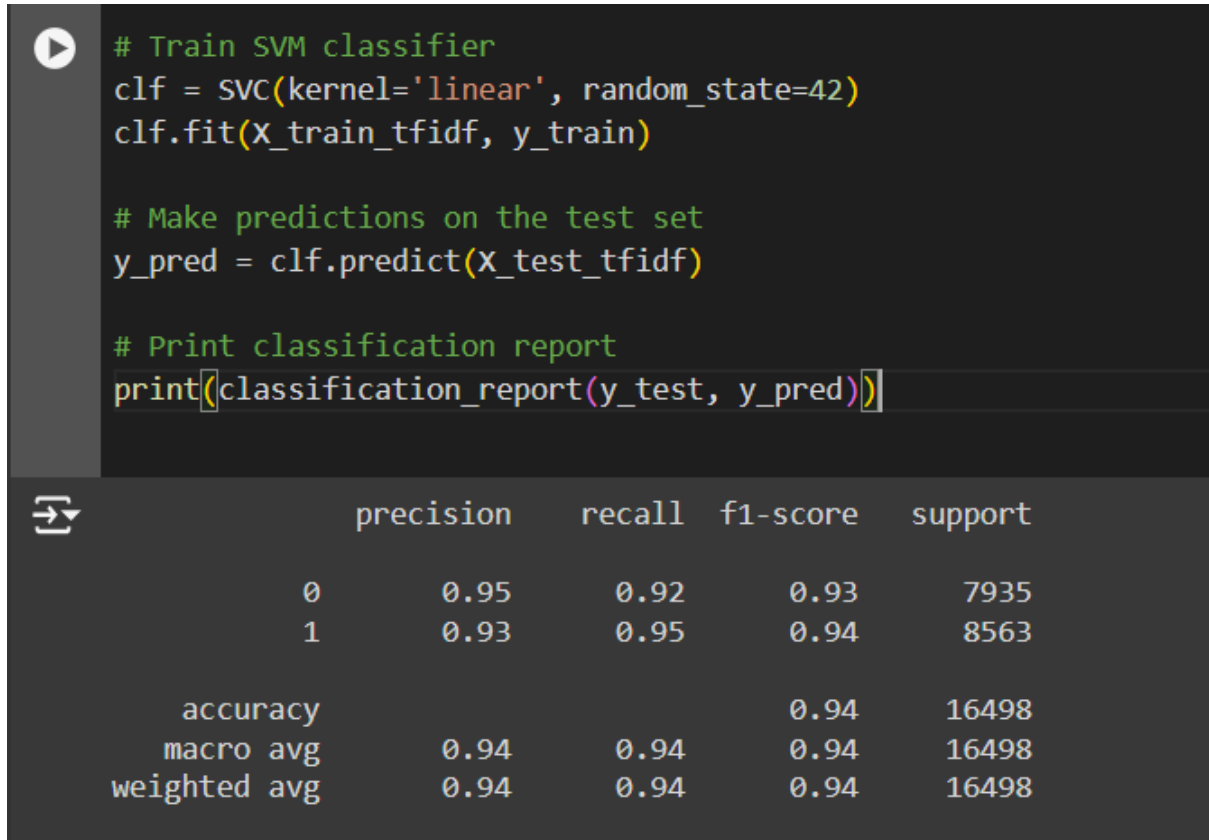 # Train SVM classifier
clf = SVC(kernel='linear', random_state=42)
clf.fit(X_train_tfidf, y_train)
# Make predictions on the test set
y_pred = clf.predict(X_test_tfidf)
# Print classification report
print(classification_report(y_test, y_pred))
precision recall f1-score support
0 0.95 0.92 0.93 7935
1 0.93 0.95 0.94 8563
accuracy 0.94 16498
macro avg 0.94 0.94 0.94 16498
weighted avg 0.94 0.94 0.94 16498